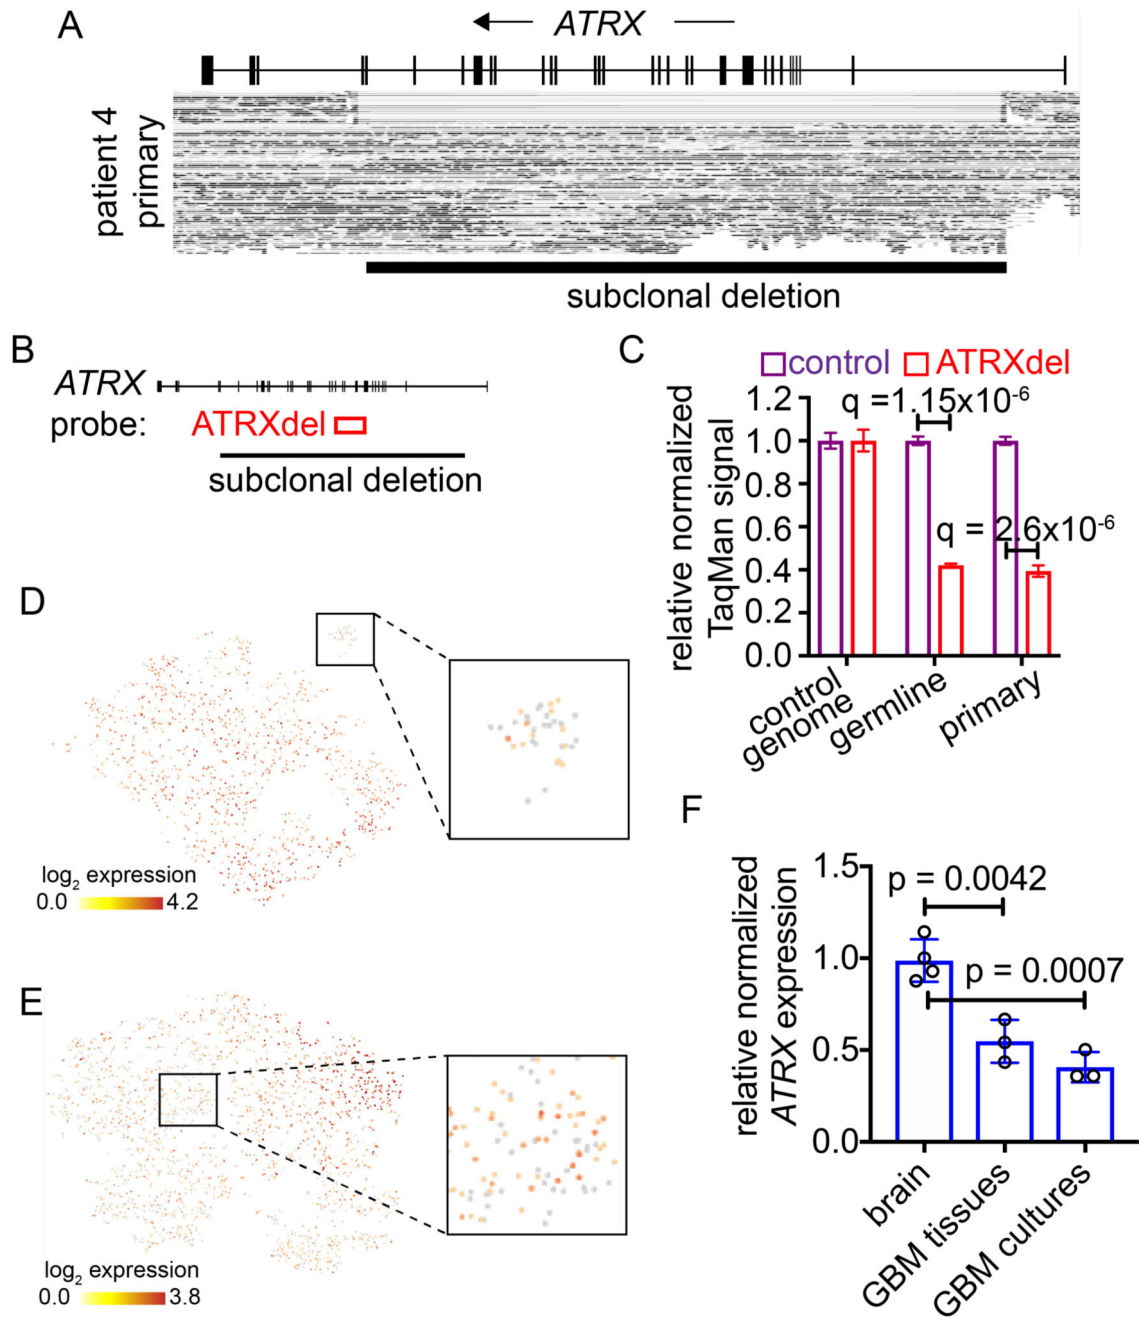 A
ATRX
patient 4
primary
subclonal deletion
B
ATRX
probe:
ATRXdel
subclonal deletion
C
control
ATRXdel
relative normalized
TaqMan signal
1.2
1.0
0.8
0.6
0.4
0.2
0.0
q =1.15x10-6
q = 2.6x10-6
control
genome
germline
primary
D
log2 expression
0.0
4.2
E
log2 expression
0.0
3.8
F
relative normalized
ATRX expression
1.5
1.0
0.5
0.0
p = 0.0042
p = 0.0007
brain
GBM tissues
GBM cultures